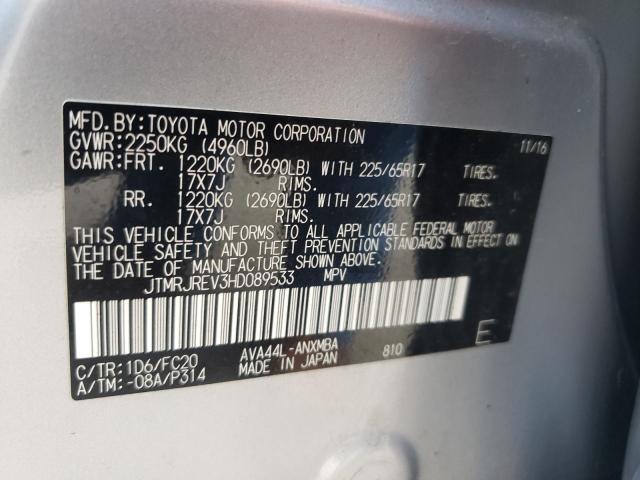 MFD.BY:TOYOTA MOTOR CORPORATION 11/16
GVWR:2250KG (4960LB)
GAWR:FRT. 1220KG (2690LB) WITH 225/65R17 TIRES.
17X7J RIMS.
RR. 1220KG (2690LB) WITH 225/65R17 TIRES.
17X7J RIMS.
THIS VEHICLE CONFORMS TO ALL APPLICABLE FEDERAL MOTOR
VEHICLE SAFETY AND THEFT PREVENTION STANDARDS IN EFFECT ON
THE DATE OF MANUFACTURE SHOWN ABOVE.
JTMRJREV3HD089533 MPV
C/TR:1D6/FC20 AVA44L-ANXMBA 810 E
A/TM:-08A/P314 MADE IN JAPAN